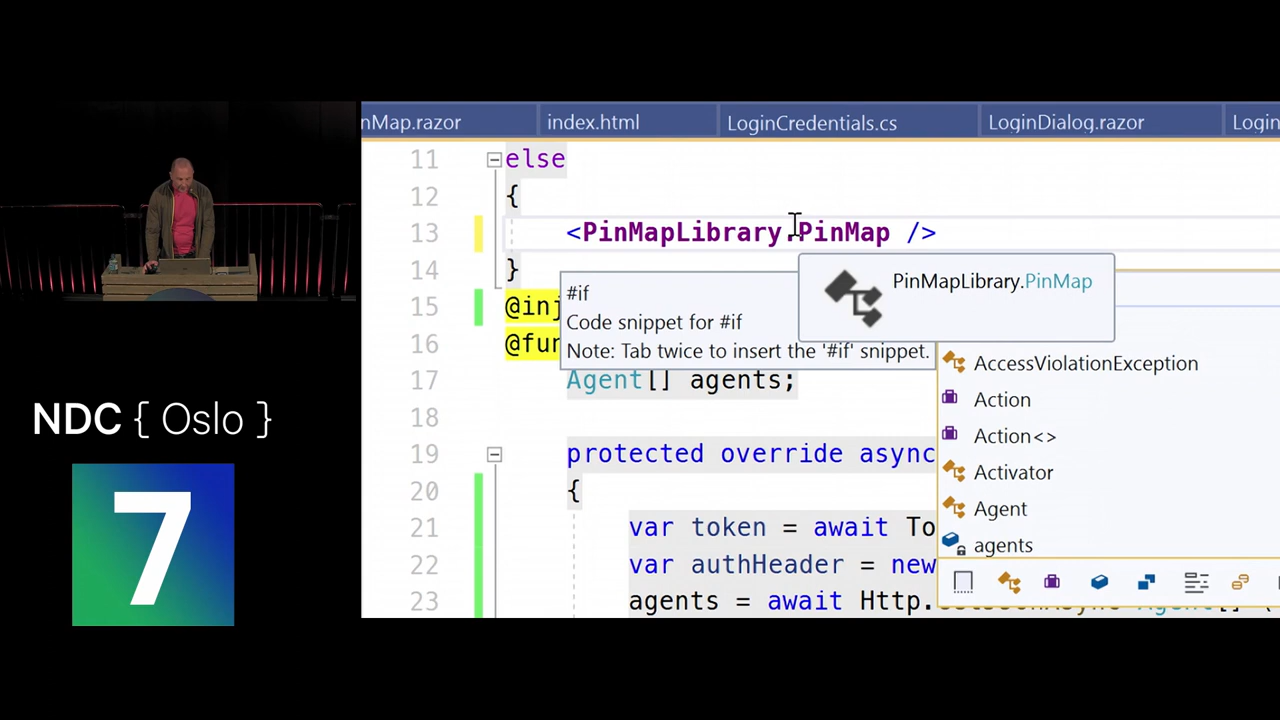 nMap.razor
index.html
LoginCredentials.cs
LoginDialog.razor
Login
11 else
12 {
13 <PinMapLibrary.PinMap />
14 }
15 @inj
16 @fun
17 Agent[] agents;
18
19 protected override async
20 {
21 var token = await To
22 var authHeader = new
23 agents = await Http.
#if
Code snippet for #if
Note: Tab twice to insert the '#if' snippet.
PinMapLibrary.PinMap
AccessViolationException
Action
Action<>
Activator
Agent
agents
NDC { Oslo }
7